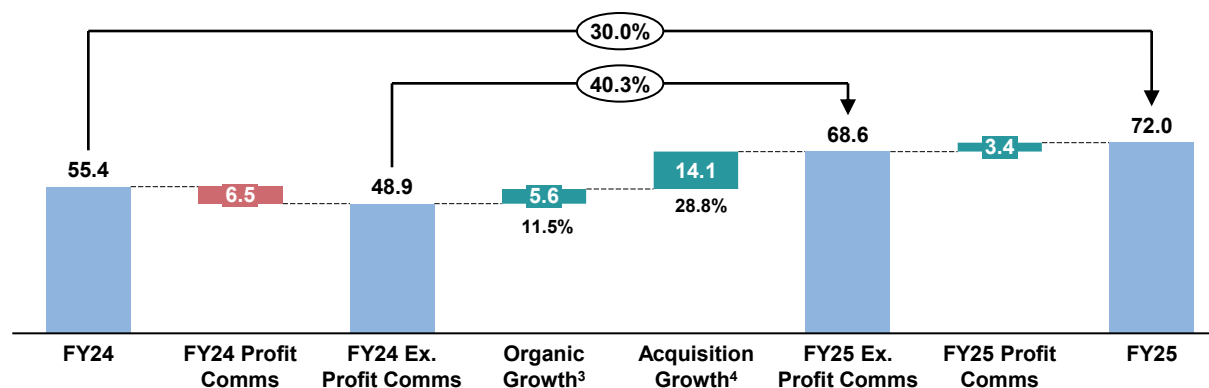 30.0%
40.3%
55.4
6.5
48.9
5.6
11.5%
14.1
28.8%
68.6
3.4
72.0
FY24
FY24 Profit
Comms
FY24 Ex.
Profit Comms
Organic
Growth³
Acquisition
Growth⁴
FY25 Ex.
Profit Comms
FY25 Profit
Comms
FY25